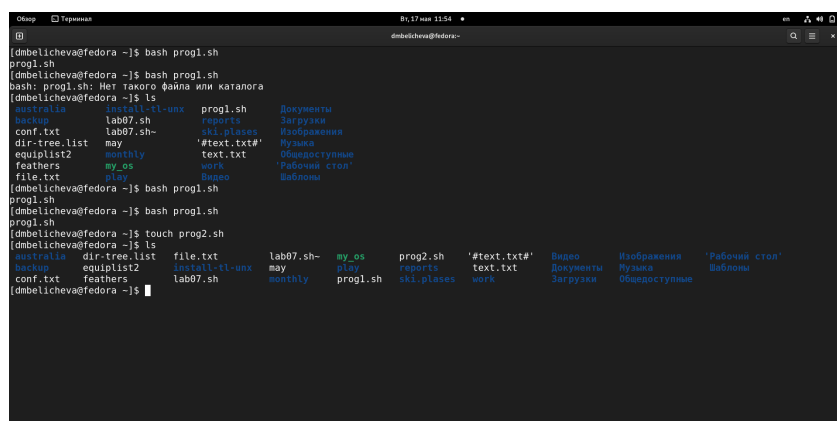 Обзор Терминал Вт, 17 мая 11:54 en
dmbelicheva@fedora:~
[dmbelicheva@fedora ~]$ bash prog1.sh
prog1.sh
[dmbelicheva@fedora ~]$ bash prog1.sh
bash: prog1.sh: Нет такого файла или каталога
[dmbelicheva@fedora ~]$ ls
australia install-tl-unx prog1.sh Документы
backup lab07.sh reports Загрузки
conf.txt lab07.sh~ ski.plases Изображения
dir-tree.list may '#text.txt#' Музыка
equiplist2 monthly text.txt Общедоступные
feathers my_os work 'Рабочий стол'
file.txt play Видео Шаблоны
[dmbelicheva@fedora ~]$ bash prog1.sh
prog1.sh
[dmbelicheva@fedora ~]$ bash prog1.sh
prog1.sh
[dmbelicheva@fedora ~]$ touch prog2.sh
[dmbelicheva@fedora ~]$ ls
australia dir-tree.list file.txt lab07.sh~ my_os prog2.sh '#text.txt#' Видео Изображения 'Рабочий стол'
backup equiplist2 install-tl-unx may play reports text.txt Документы Музыка Шаблоны
conf.txt feathers lab07.sh monthly prog1.sh ski.plases work Загрузки Общедоступные
[dmbelicheva@fedora ~]$